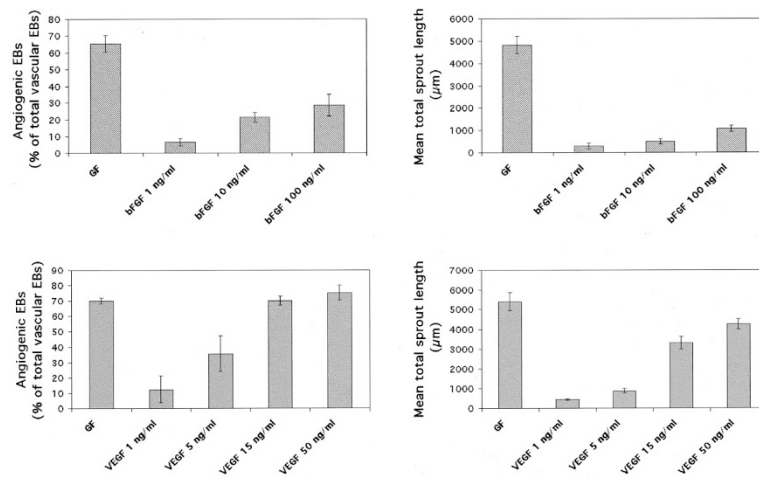 Angiogenic EBs
(% of total vascular EBs)
80
70
60
50
40
30
20
10
0
GF
bFGF 1 ng/ml
bFGF 10 ng/ml
bFGF 100 ng/ml
Mean total sprout length
(µm)
6000
5000
4000
3000
2000
1000
0
GF
bFGF 1 ng/ml
bFGF 10 ng/ml
bFGF 100 ng/ml
Angiogenic EBs
(% of total vascular EBs)
90
80
70
60
50
40
30
20
10
0
GF
VEGF 1 ng/ml
VEGF 5 ng/ml
VEGF 15 ng/ml
VEGF 50 ng/ml
Mean total sprout length
(µm)
7000
6000
5000
4000
3000
2000
1000
0
GF
VEGF 1 ng/ml
VEGF 5 ng/ml
VEGF 15 ng/ml
VEGF 50 ng/ml